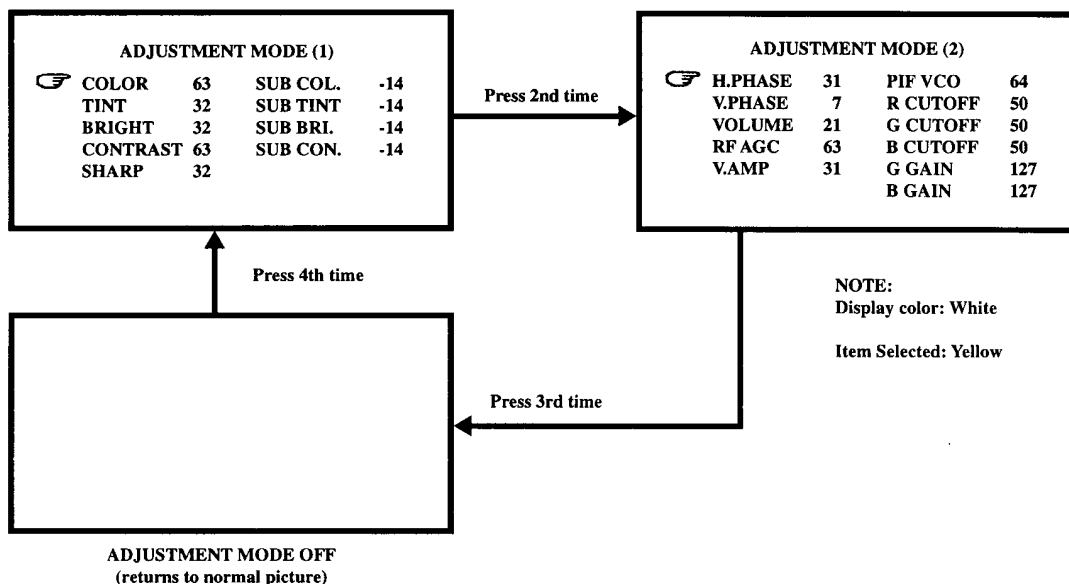 ADJUSTMENT MODE (1)
COLOR 63 SUB COL. -14
TINT 32 SUB TINT -14
BRIGHT 32 SUB BRI. -14
CONTRAST 63 SUB CON. -14
SHARP 32
Press 2nd time
ADJUSTMENT MODE (2)
H.PHASE 31 PIF VCO 64
V.PHASE 7 R CUTOFF 50
VOLUME 21 G CUTOFF 50
RF AGC 63 B CUTOFF 50
V.AMP 31 G GAIN 127
B GAIN 127
Press 4th time
NOTE:
Display color: White
Item Selected: Yellow
Press 3rd time
ADJUSTMENT MODE OFF
(returns to normal picture)